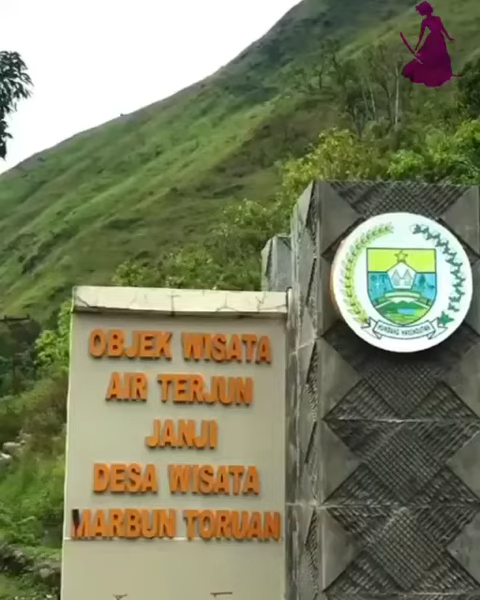 OBJEK WISATA
AIR TERJUN
JANJI
DESA WISATA
MARBUN TORUAN